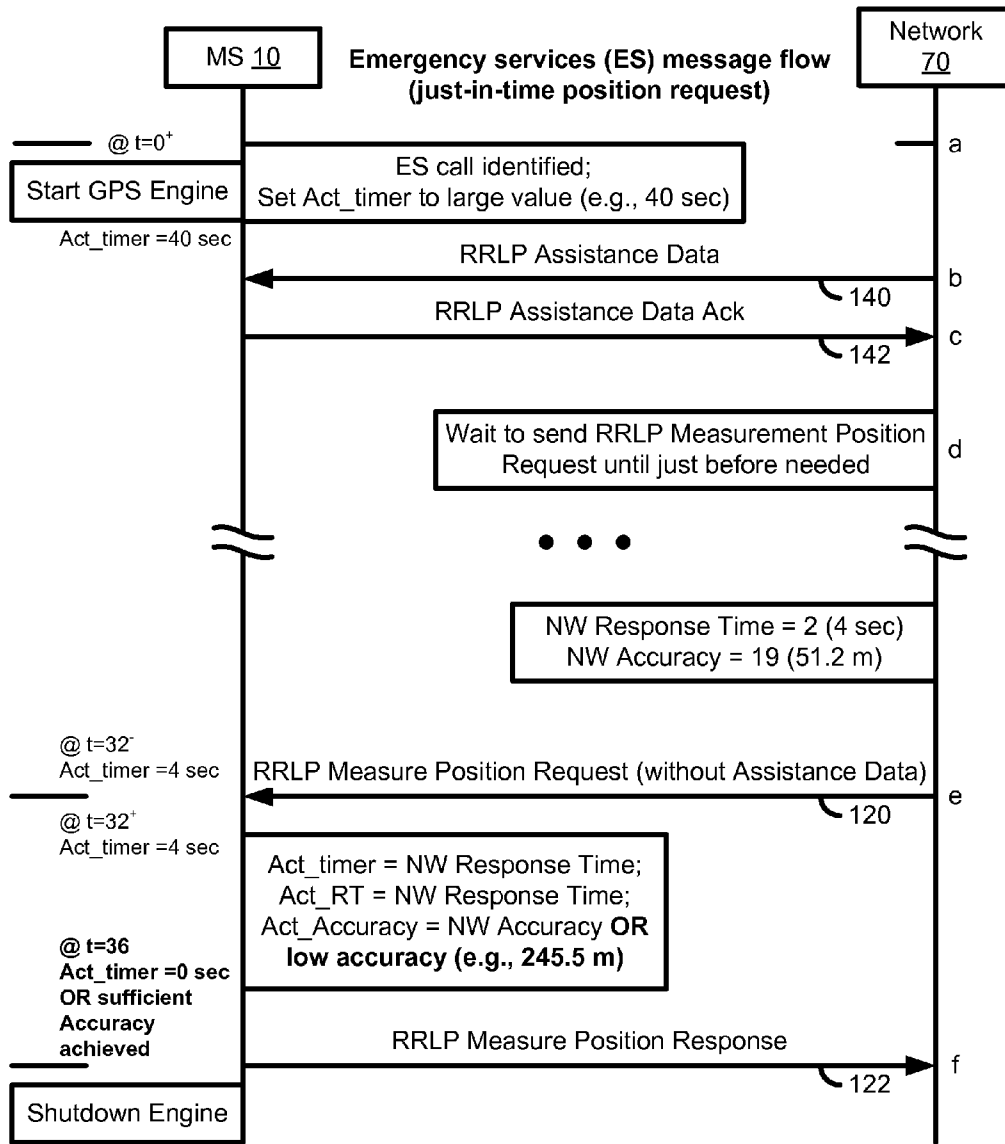 MS 10
Emergency services (ES) message flow
(just-in-time position request)
Network
70
@ t=0+
a
Start GPS Engine
ES call identified;
Set Act_timer to large value (e.g., 40 sec)
Act_timer =40 sec
RRLP Assistance Data
b
140
RRLP Assistance Data Ack
c
142
Wait to send RRLP Measurement Position
Request until just before needed
d
NW Response Time = 2 (4 sec)
NW Accuracy = 19 (51.2 m)
@ t=32-
Act_timer =4 sec
RRLP Measure Position Request (without Assistance Data)
e
120
@ t=32+
Act_timer =4 sec
Act_timer = NW Response Time;
Act_RT = NW Response Time;
Act_Accuracy = NW Accuracy OR
low accuracy (e.g., 245.5 m)
@ t=36
Act_timer =0 sec
OR sufficient
Accuracy
achieved
RRLP Measure Position Response
f
122
Shutdown Engine